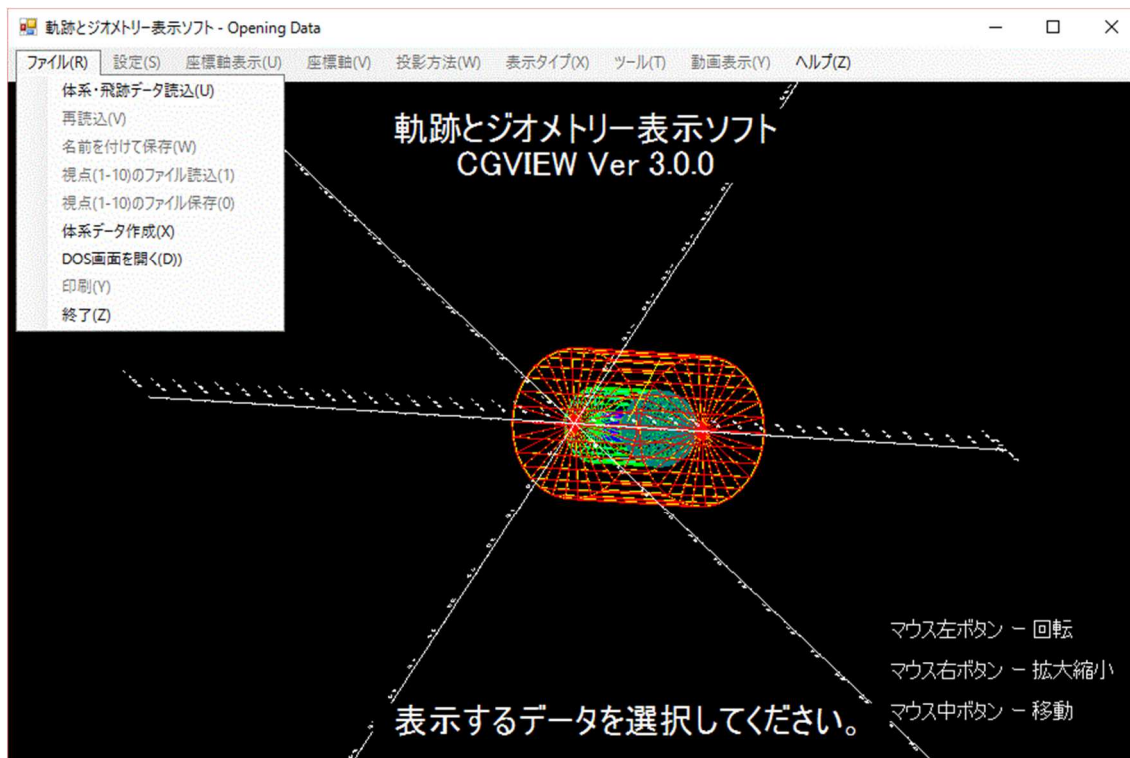 軌跡とジオメトリー表示ソフト - Opening Data
ファイル(R) 設定(S) 座標軸表示(U) 座標軸(V) 投影方法(W) 表示タイプ(X) ツール(T) 動画表示(Y) ヘルプ(Z)
体系・飛跡データ読込(U)
再読込(V)
名前を付けて保存(W)
視点(1-10)のファイル読込(1)
視点(1-10)のファイル保存(0)
体系データ作成(X)
DOS画面を開く(D))
印刷(Y)
終了(Z)
軌跡とジオメトリー表示ソフト
CGVIEW Ver 3.0.0
マウス左ボタン − 回転
マウス右ボタン − 拡大縮小
マウス中ボタン − 移動
表示するデータを選択してください。